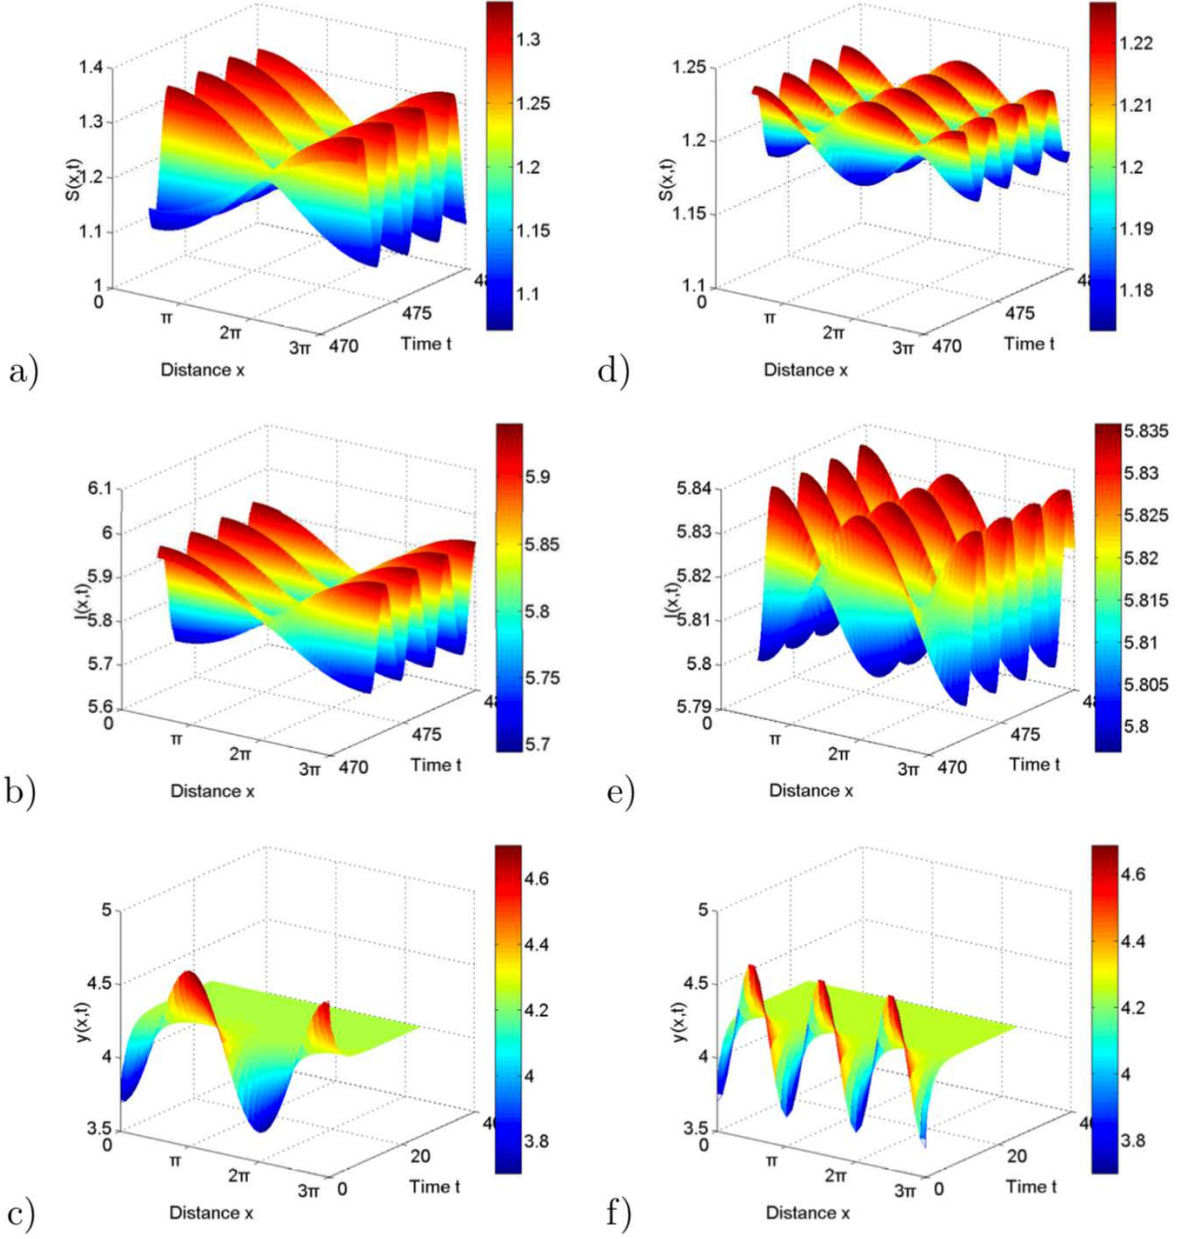 S(x,t)
1.4
1.3
1.2
1.1
1
0
π
2π
3π
Distance x
470
475
Time t
1.3
1.25
1.2
1.15
1.1
a)
S(x,t)
1.25
1.2
1.15
1.1
0
π
2π
3π
Distance x
470
475
Time t
1.22
1.21
1.2
1.19
1.18
d)
I(x,t)
6.1
6
5.9
5.8
5.7
5.6
0
π
2π
3π
Distance x
470
475
Time t
5.9
5.85
5.8
5.75
5.7
b)
I(x,t)
5.84
5.83
5.82
5.81
5.8
5.79
0
π
2π
3π
Distance x
470
475
Time t
5.835
5.83
5.825
5.82
5.815
5.81
5.805
5.8
e)
y(x,t)
5
4.5
4
3.5
0
π
2π
3π
Distance x
0
20
Time t
4.6
4.4
4.2
4
3.8
c)
y(x,t)
5
4.5
4
3.5
0
π
2π
3π
Distance x
0
20
Time t
4.6
4.4
4.2
4
3.8
f)